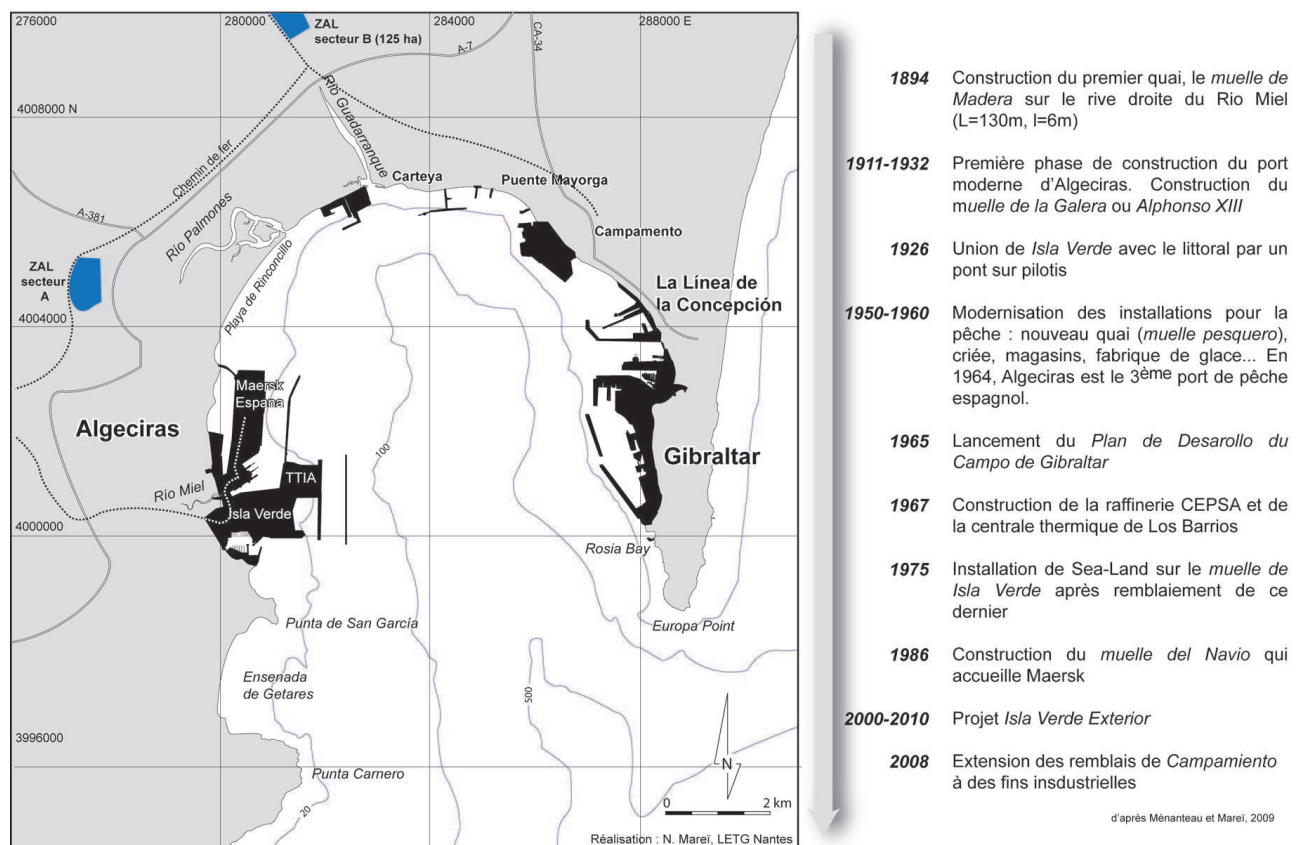 276000
280000
284000
288000 E
ZAL
secteur B (125 ha)
A-7
CA-34
Río Guadarranque
4008000 N
Chemin de fer
Carteya
Puente Mayorga
A-381
Río Palmones
Campamento
ZAL
secteur
A
Playa de Rinconcillo
La Línea de
la Concepción
4004000
Maersk
Espana
Algeciras
100
Gibraltar
TTIA
Río Miel
Isla Verde
4000000
Rosia Bay
Punta de San García
Europa Point
Ensenada
de Getares
500
3996000
N
Punta Carnero
20
0
2 km
Réalisation : N. Mareï, LETG Nantes
1894 Construction du premier quai, le muelle de
Madera sur le rive droite du Rio Miel
(L=130m, l=6m)
1911-1932 Première phase de construction du port
moderne d'Algeciras. Construction du
muelle de la Galera ou Alphonso XIII
1926 Union de Isla Verde avec le littoral par un
pont sur pilotis
1950-1960 Modernisation des installations pour la
pêche : nouveau quai (muelle pesquero),
criée, magasins, fabrique de glace... En
1964, Algeciras est le 3ème port de pêche
espagnol.
1965 Lancement du Plan de Desarollo du
Campo de Gibraltar
1967 Construction de la raffinerie CEPSA et de
la centrale thermique de Los Barrios
1975 Installation de Sea-Land sur le muelle de
Isla Verde après remblaiement de ce
dernier
1986 Construction du muelle del Navio qui
accueille Maersk
2000-2010 Projet Isla Verde Exterior
2008 Extension des remblais de Campamiento
à des fins insdustrielles
d'après Ménanteau et Mareï, 2009